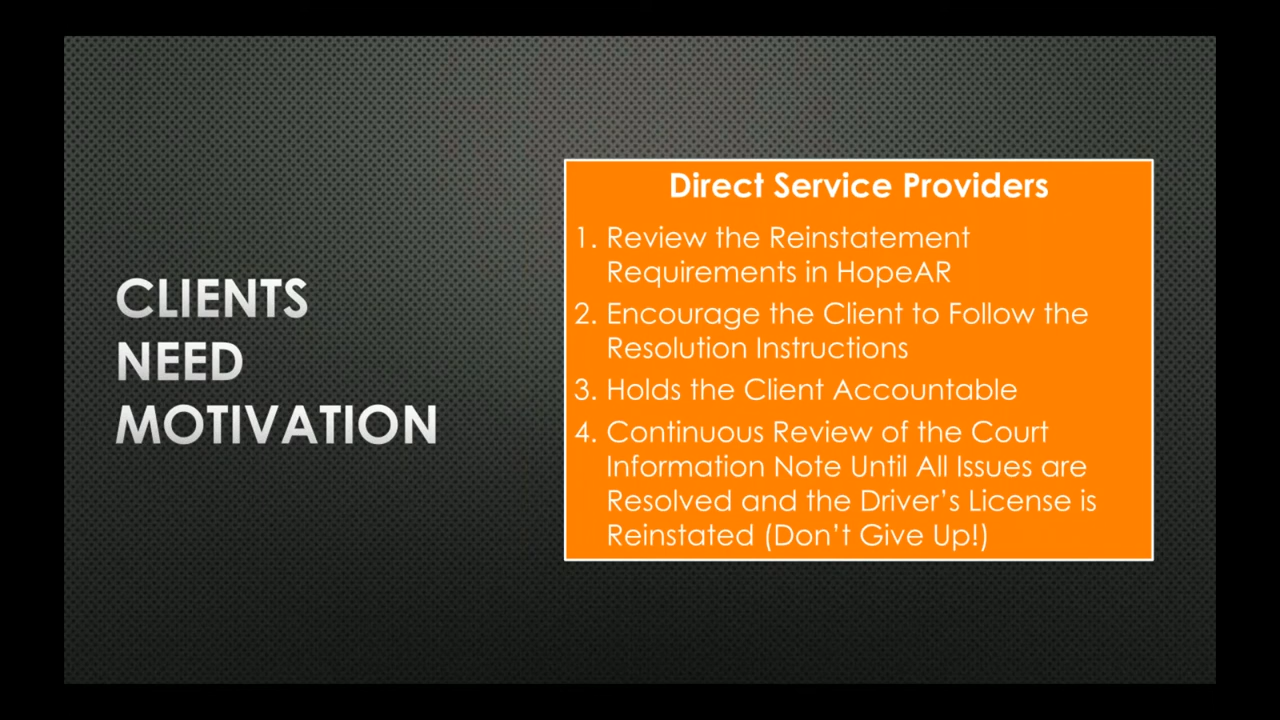 CLIENTS
NEED
MOTIVATION
Direct Service Providers
1. Review the Reinstatement
Requirements in HopeAR
2. Encourage the Client to Follow the
Resolution Instructions
3. Holds the Client Accountable
4. Continuous Review of the Court
Information Note Until All Issues are
Resolved and the Driver’s License is
Reinstated (Don’t Give Up!)